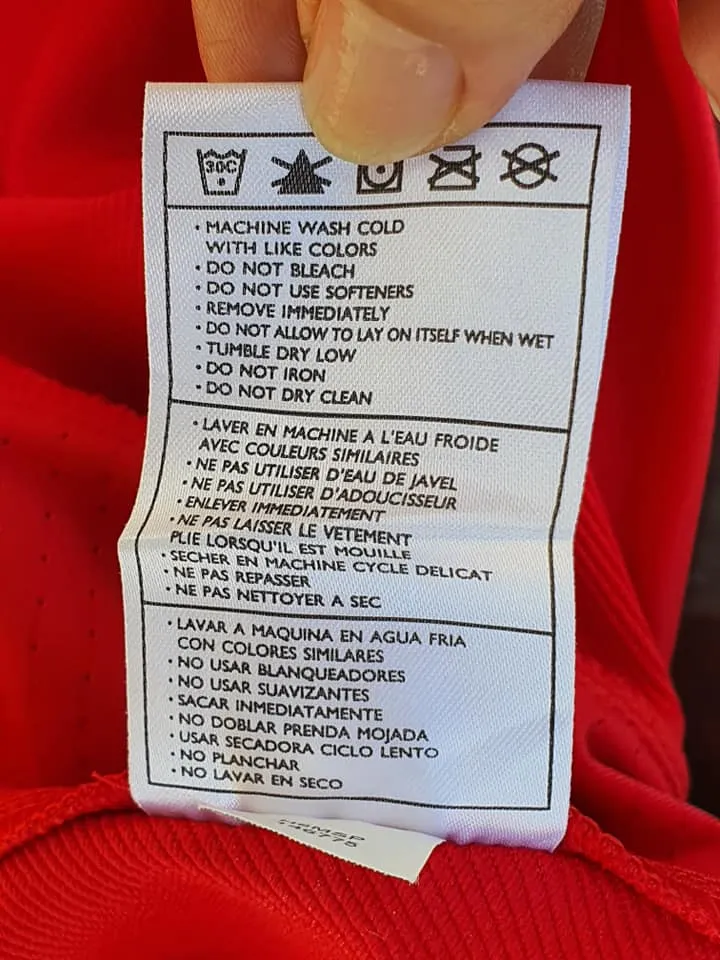 30C
• MACHINE WASH COLD
WITH LIKE COLORS
• DO NOT BLEACH
• DO NOT USE SOFTENERS
• REMOVE IMMEDIATELY
• DO NOT ALLOW TO LAY ON ITSELF WHEN WET
• TUMBLE DRY LOW
• DO NOT IRON
• DO NOT DRY CLEAN
• LAVER EN MACHINE A L'EAU FROIDE
AVEC COULEURS SIMILAIRES
• NE PAS UTILISER D'EAU DE JAVEL
• NE PAS UTILISER D'ADOUCISSEUR
• ENLEVER IMMEDIATEMENT
• NE PAS LAISSER LE VETEMENT
PLIE LORSQU'IL EST MOUILLE
• SECHER EN MACHINE CYCLE DELICAT
• NE PAS REPASSER
• NE PAS NETTOYER A SEC
• LAVAR A MAQUINA EN AGUA FRIA
CON COLORES SIMILARES
• NO USAR BLANQUEADORES
• NO USAR SUAVIZANTES
• SACAR INMEDIATAMENTE
• NO DOBLAR PRENDA MOJADA
• USAR SECADORA CICLO LENTO
• NO PLANCHAR
• NO LAVAR EN SECO